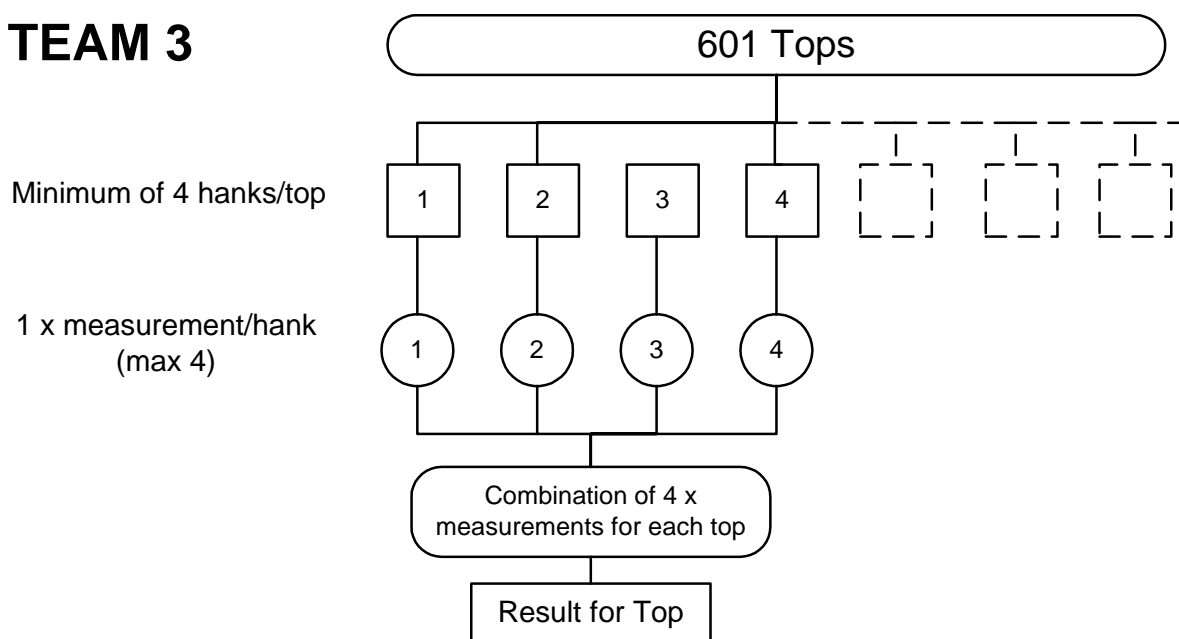 TEAM 3
601 Tops
Minimum of 4 hanks/top
1
2
3
4
1 x measurement/hank
(max 4)
1
2
3
4
Combination of 4 x
measurements for each top
Result for Top